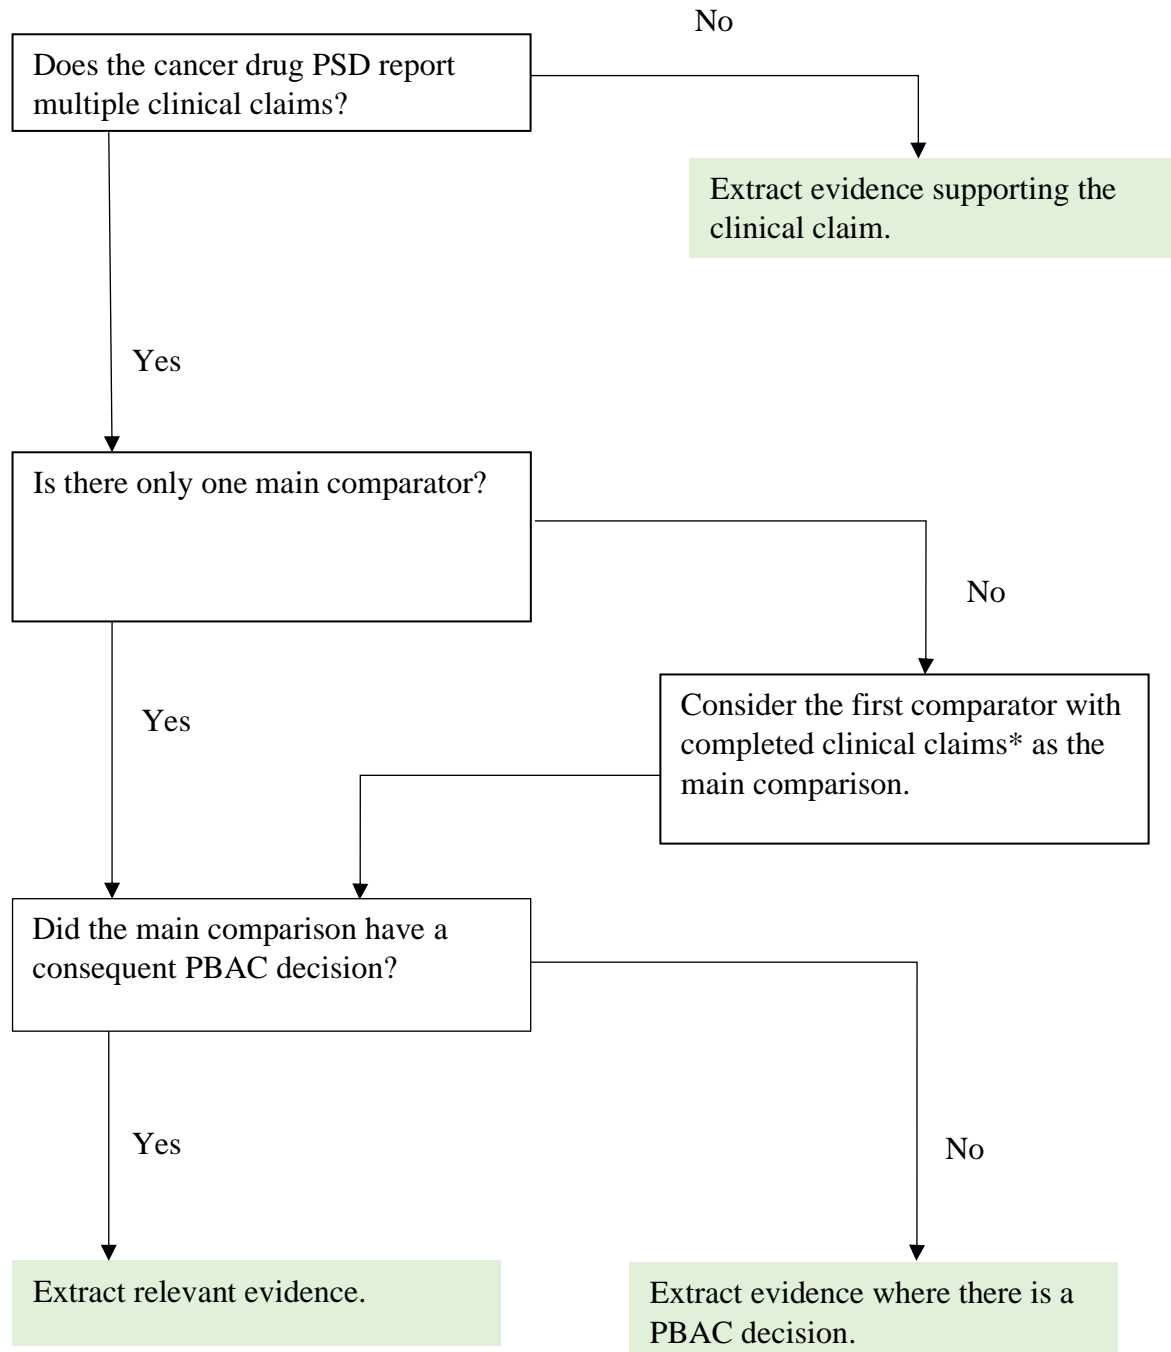 No
Does the cancer drug PSD report
multiple clinical claims?
Extract evidence supporting the
clinical claim.
Yes
Is there only one main comparator?
No
Consider the first comparator with
completed clinical claims* as the
main comparison.
Yes
Did the main comparison have a
consequent PBAC decision?
Yes
No
Extract relevant evidence.
Extract evidence where there is a
PBAC decision.